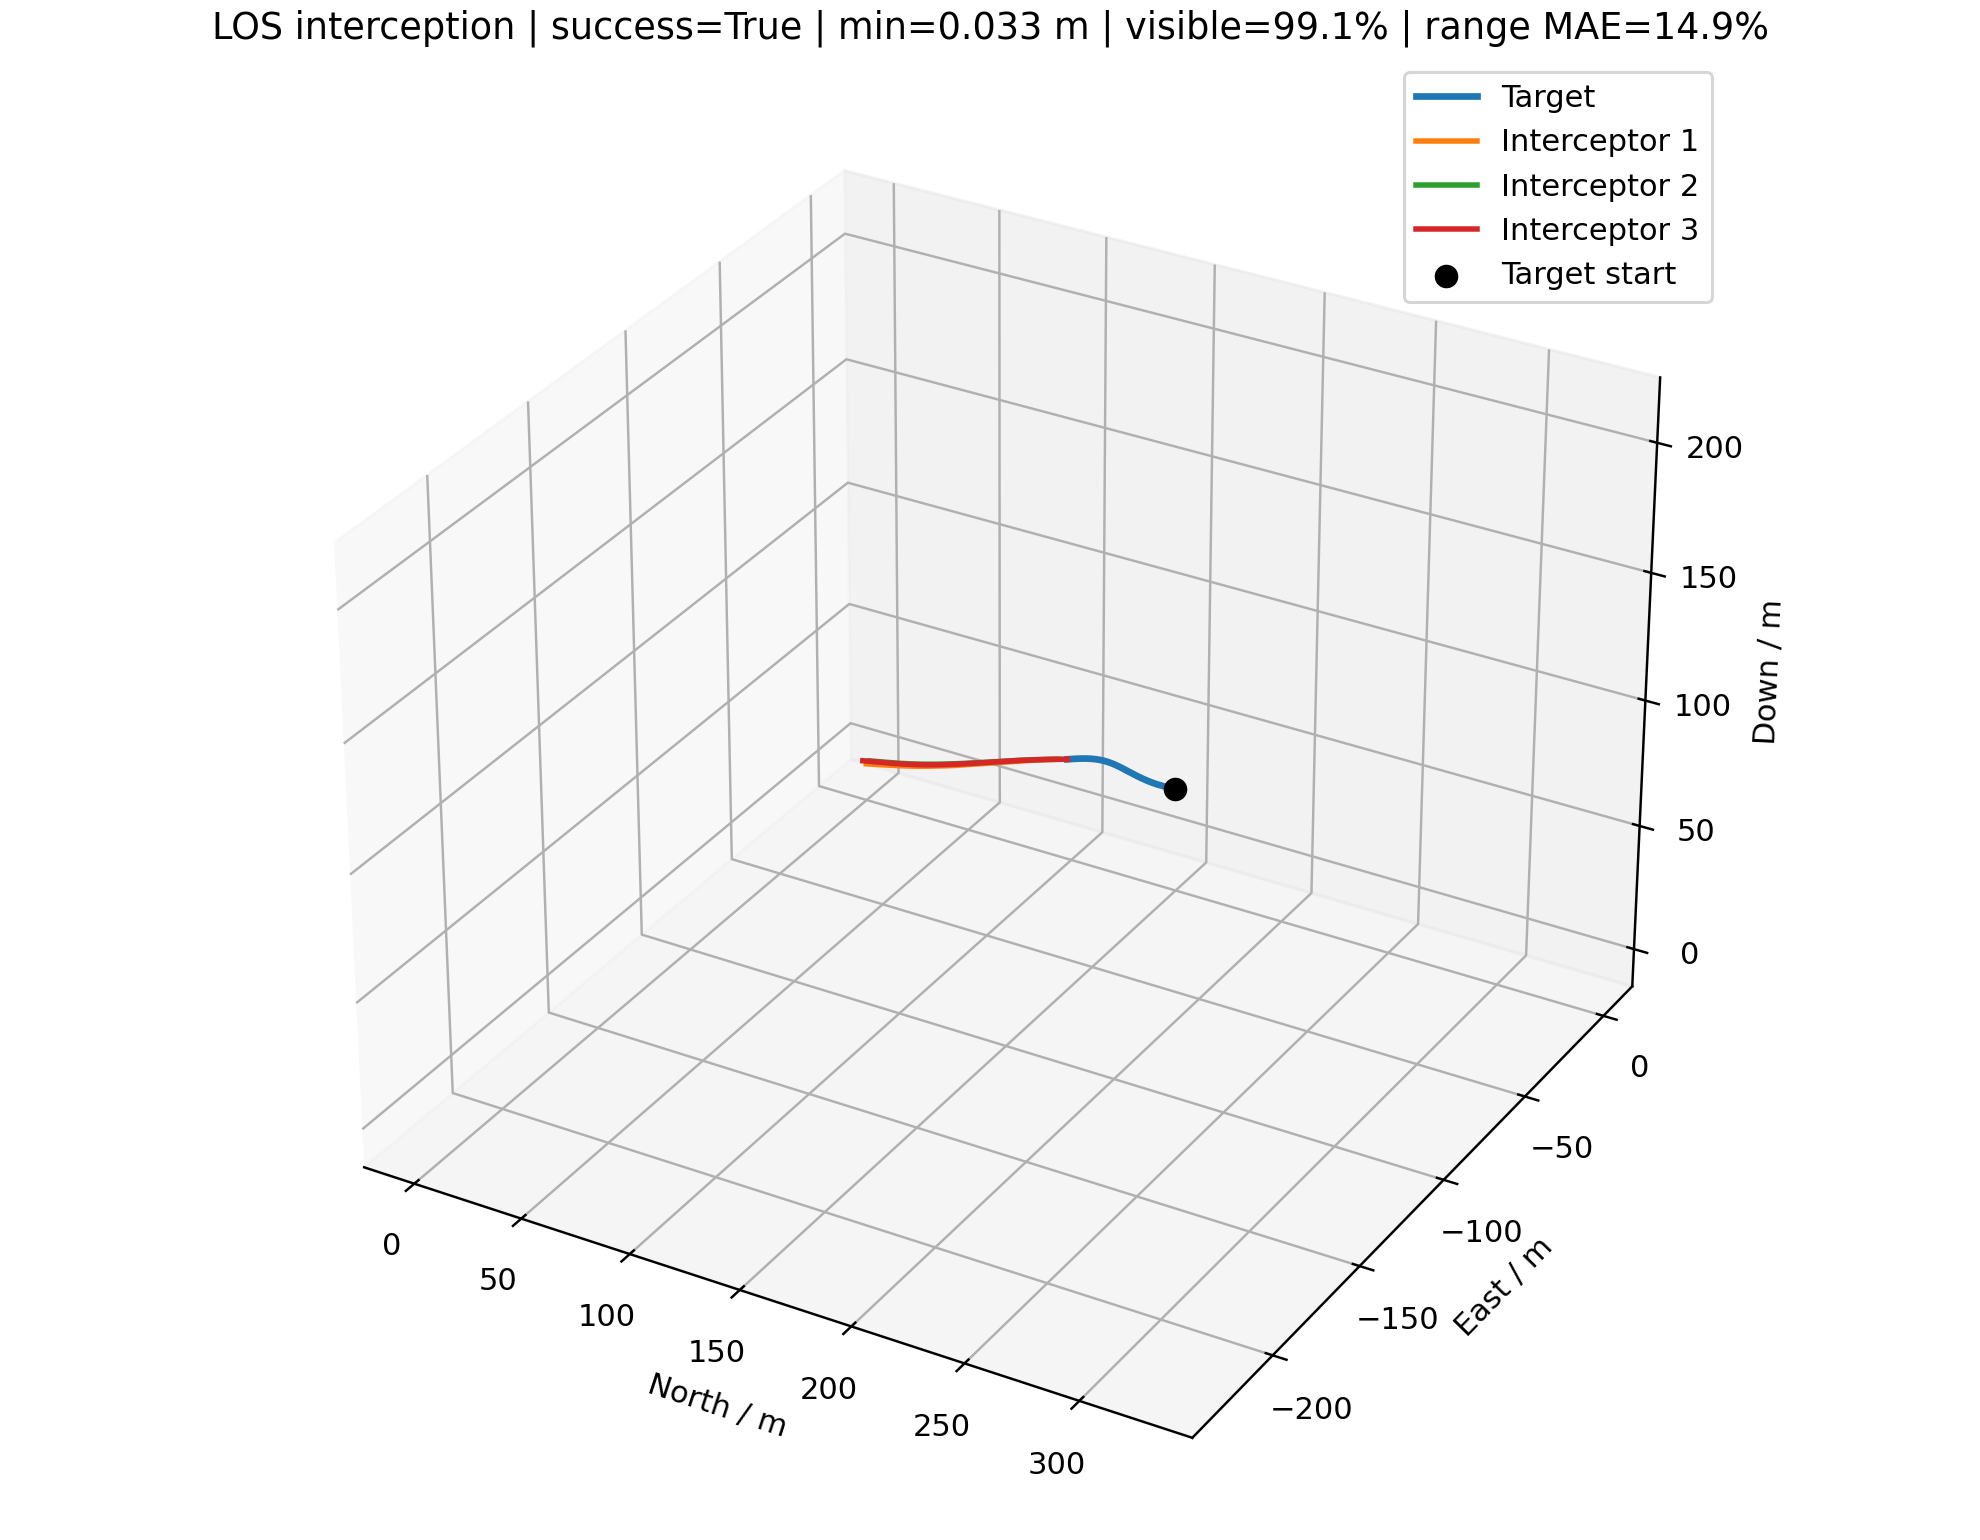 LOS interception | success=True | min=0.033 m | visible=99.1% | range MAE=14.9%
Target
Interceptor 1
Interceptor 2
Interceptor 3
Target start
200
150
100
50
0
Down / m
0
−50
−100
−150
−200
East / m
0
50
100
150
200
250
300
North / m